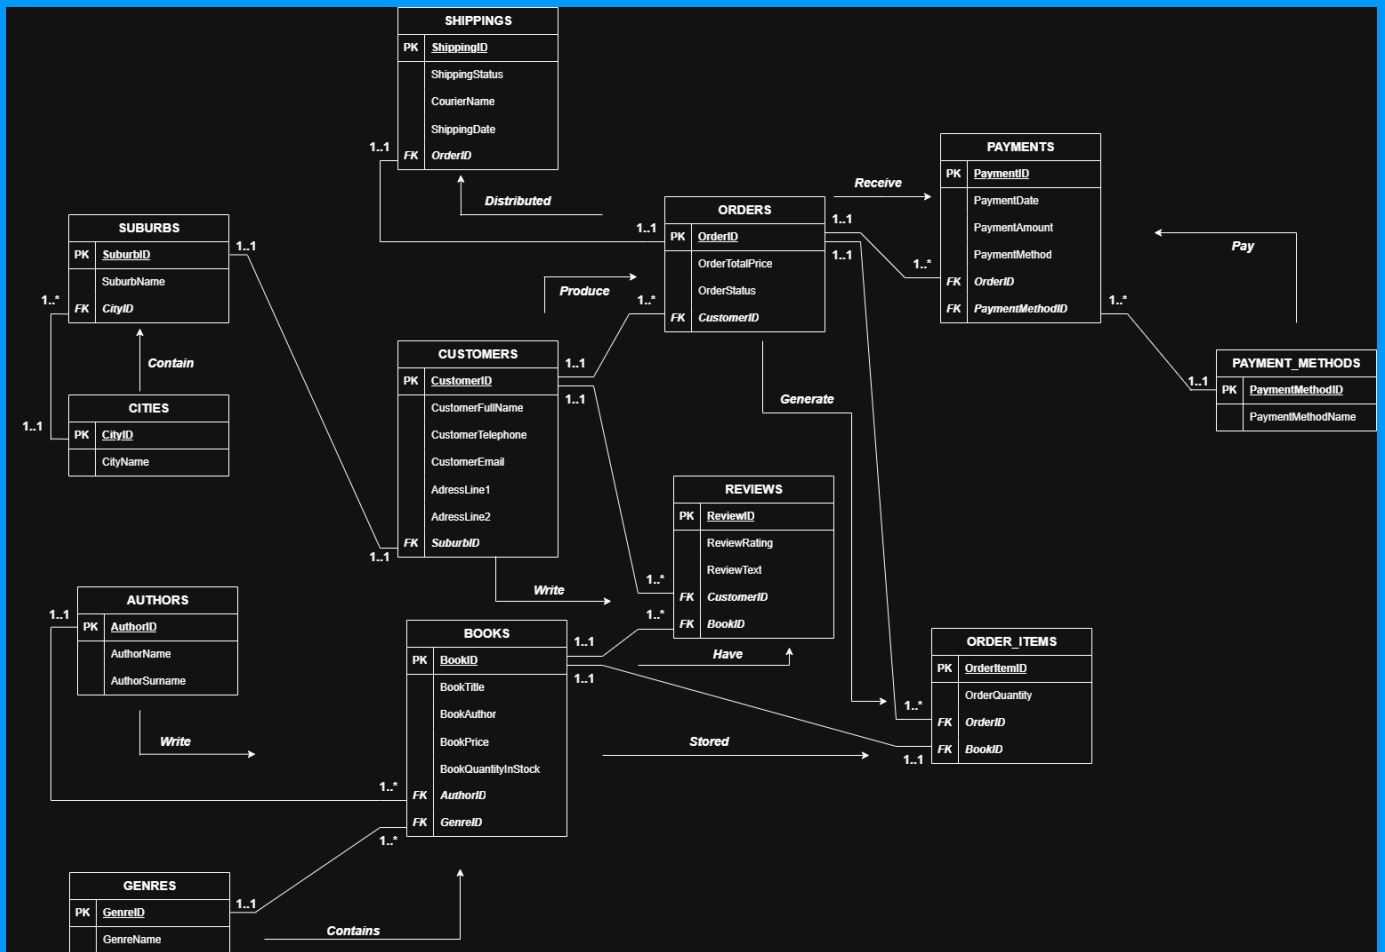 SHIPPINGS
PK ShippingID
ShippingStatus
CourierName
ShippingDate
1..1
FK OrderID
Distributed
PAYMENTS
PK PaymentID
PaymentDate
PaymentAmount
PaymentMethod
FK OrderID
FK PaymentMethodID
Receive
ORDERS
1..1
1..1
PK OrderID
1..1
OrderTotalPrice
OrderStatus
1..*
FK CustomerID
1..*
1..*
Pay
SUBURBS
PK SuburbID
1..1
SuburbName
1..*
FK CityID
Produce
Contain
CITIES
1..1
PK CityID
CityName
CUSTOMERS
1..1
PK CustomerID
1..1
CustomerFullName
CustomerTelephone
CustomerEmail
AdressLine1
AdressLine2
FK SuburbID
1..1
PAYMENT_METHODS
1..1
PK PaymentMethodID
PaymentMethodName
Generate
REVIEWS
PK ReviewID
ReviewRating
ReviewText
1..*
FK CustomerID
1..*
FK BookID
Write
Have
AUTHORS
1..1
PK AuthorID
AuthorName
AuthorSurname
Write
BOOKS
1..1
PK BookID
1..1
BookTitle
BookAuthor
BookPrice
BookQuantityInStock
1..*
FK AuthorID
FK GenreID
1..*
Stored
ORDER_ITEMS
PK OrderItemID
OrderQuantity
1..*
FK OrderID
FK BookID
1..1
GENRES
1..1
PK GenreID
GenreName
Contains